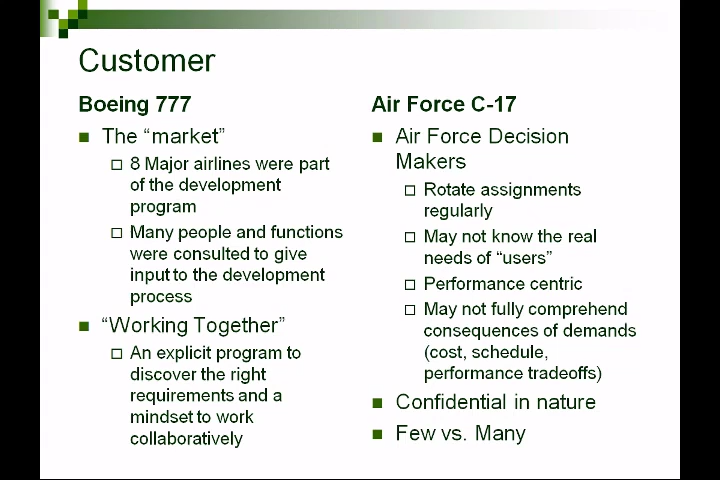 Customer
Boeing 777
The “market”
8 Major airlines were part
of the development
program
Many people and functions
were consulted to give
input to the development
process
“Working Together”
An explicit program to
discover the right
requirements and a
mindset to work
collaboratively
Air Force C-17
Air Force Decision
Makers
Rotate assignments
regularly
May not know the real
needs of “users”
Performance centric
May not fully comprehend
consequences of demands
(cost, schedule,
performance tradeoffs)
Confidential in nature
Few vs. Many